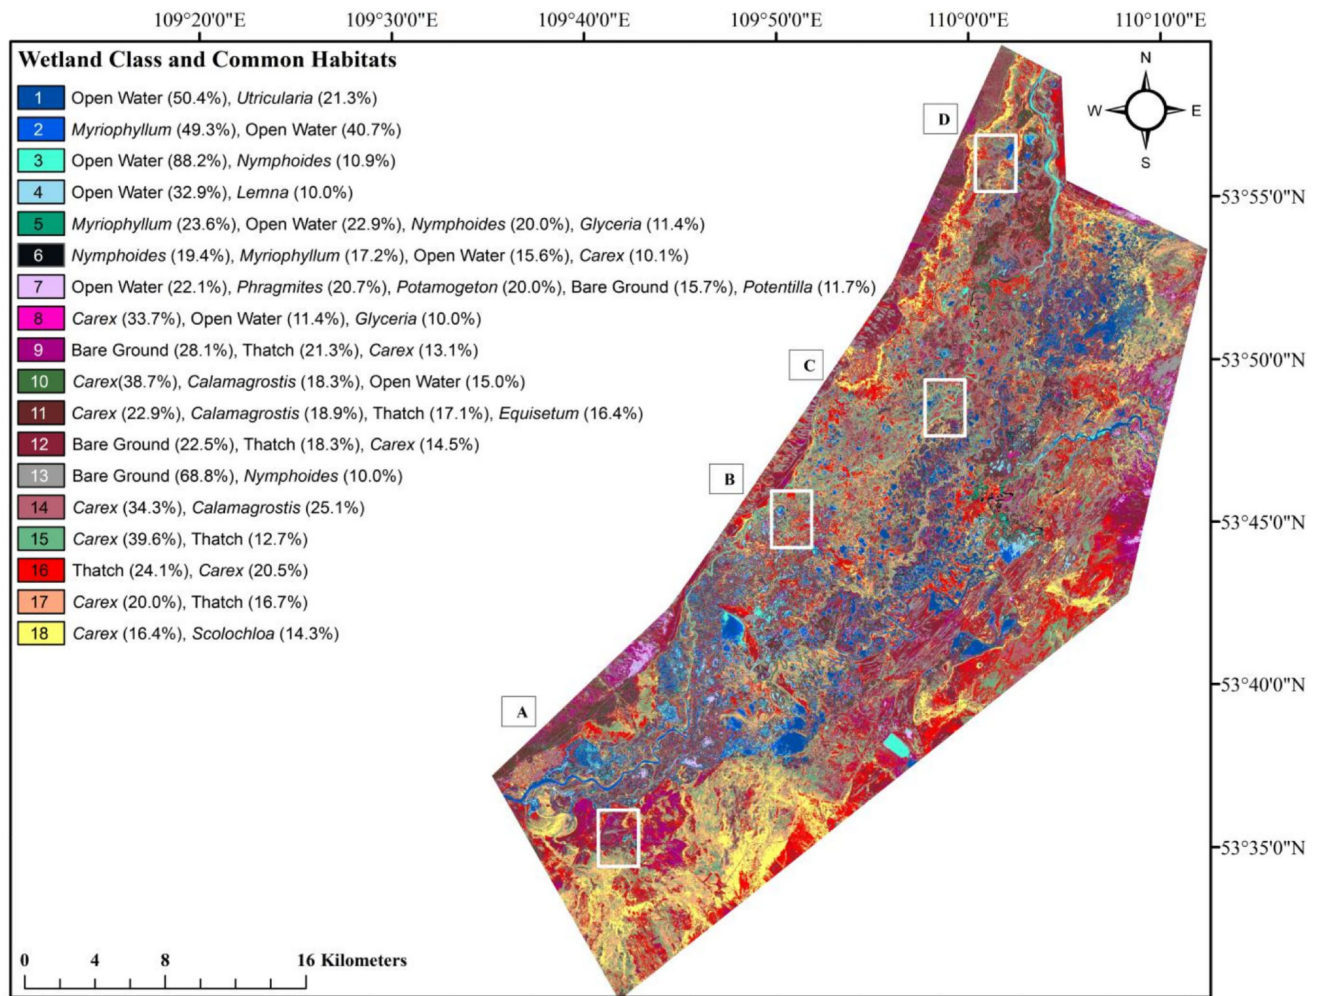 109°20'0"E 109°30'0"E 109°40'0"E 109°50'0"E 110°0'0"E 110°10'0"E
Wetland Class and Common Habitats
1 Open Water (50.4%), Utricularia (21.3%)
2 Myriophyllum (49.3%), Open Water (40.7%)
3 Open Water (88.2%), Nymphoides (10.9%)
4 Open Water (32.9%), Lemna (10.0%)
5 Myriophyllum (23.6%), Open Water (22.9%), Nymphoides (20.0%), Glyceria (11.4%)
6 Nymphoides (19.4%), Myriophyllum (17.2%), Open Water (15.6%), Carex (10.1%)
7 Open Water (22.1%), Phragmites (20.7%), Potamogeton (20.0%), Bare Ground (15.7%), Potentilla (11.7%)
8 Carex (33.7%), Open Water (11.4%), Glyceria (10.0%)
9 Bare Ground (28.1%), Thatch (21.3%), Carex (13.1%)
10 Carex(38.7%), Calamagrostis (18.3%), Open Water (15.0%)
11 Carex (22.9%), Calamagrostis (18.9%), Thatch (17.1%), Equisetum (16.4%)
12 Bare Ground (22.5%), Thatch (18.3%), Carex (14.5%)
13 Bare Ground (68.8%), Nymphoides (10.0%)
14 Carex (34.3%), Calamagrostis (25.1%)
15 Carex (39.6%), Thatch (12.7%)
16 Thatch (24.1%), Carex (20.5%)
17 Carex (20.0%), Thatch (16.7%)
18 Carex (16.4%), Scolochloa (14.3%)
N
W E
S
D
C
B
A
53°55'0"N
53°50'0"N
53°45'0"N
53°40'0"N
53°35'0"N
0 4 8 16 Kilometers